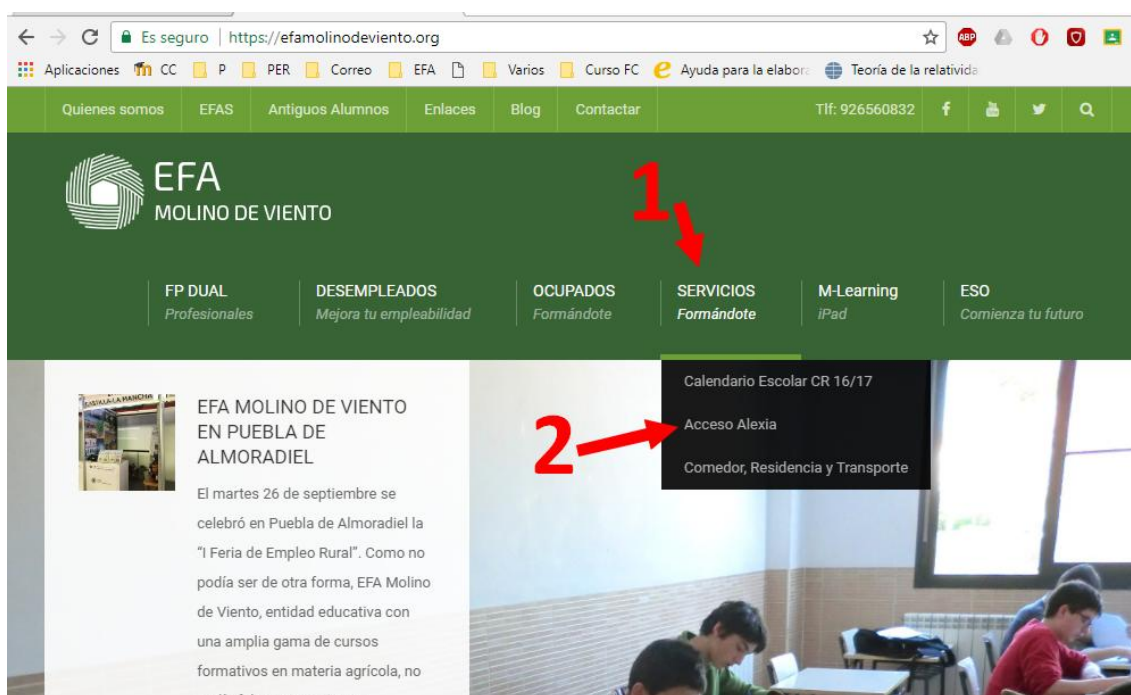 Es seguro | https://efamolinodeviento.org
ABP
Aplicaciones CC P PER Correo EFA Varios Curso FC Ayuda para la elabora Teoría de la relativida
Quienes somos EFAS Antiguos Alumnos Enlaces Blog Contactar Tlf: 926560832
EFA
MOLINO DE VIENTO
1
FP DUAL DESEMPLEADOS OCUPADOS SERVICIOS M-Learning ESO
Profesionales Mejora tu empleabilidad Formándote Formándote iPad Comienza tu futuro
Calendario Escolar CR 16/17
2
Acceso Alexia
Comedor, Residencia y Transporte
CASTILLA-LA MANCHA
EFA MOLINO DE VIENTO
EN PUEBLA DE
ALMORADIEL
El martes 26 de septiembre se
celebró en Puebla de Almoradiel la
“I Feria de Empleo Rural”. Como no
podía ser de otra forma, EFA Molino
de Viento, entidad educativa con
una amplia gama de cursos
formativos en materia agrícola, no